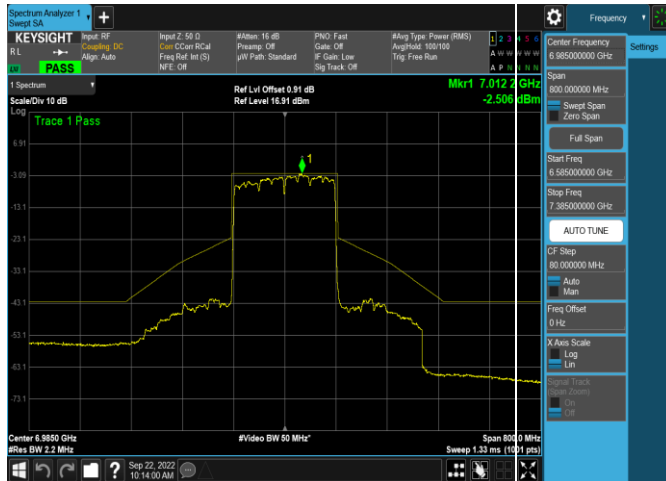 Spectrum Analyzer 1
Swept SA
Frequency
KEYSIGHT
Input: RF
Coupling: DC
Align: Auto
Input Z: 50 Ω
Corr CCorr RCal
Freq Ref: Int (S)
NFE: Off
#Atten: 16 dB
Preamp: Off
µW Path: Standard
PNO: Fast
Gate: Off
IF Gain: Low
Sig Track: Off
#Avg Type: Power (RMS)
Avg|Hold: 100/100
Trig: Free Run
1 2 3 4 5 6
A W W W W W
A P N N N N
RL
PASS
1 Spectrum
Scale/Div 10 dB
Log
Ref Lvl Offset 0.91 dB
Ref Level 16.91 dBm
Mkr1 7.012 2 GHz
-2.506 dBm
Trace 1 Pass
1
6.91
-3.09
-13.1
-23.1
-33.1
-43.1
-53.1
-63.1
-73.1
Center 6.9850 GHz
#Res BW 2.2 MHz
#Video BW 50 MHz*
Span 800.0 MHz
Sweep 1.33 ms (1001 pts)
Sep 22, 2022
10:14:00 AM
Center Frequency
6.985000000 GHz
Settings
Span
800.000000 MHz
Swept Span
Zero Span
Full Span
Start Freq
6.585000000 GHz
Stop Freq
7.385000000 GHz
AUTO TUNE
CF Step
80.000000 MHz
Auto
Man
Freq Offset
0 Hz
X Axis Scale
Log
Lin
Signal Track
(Span Zoom)
On
Off